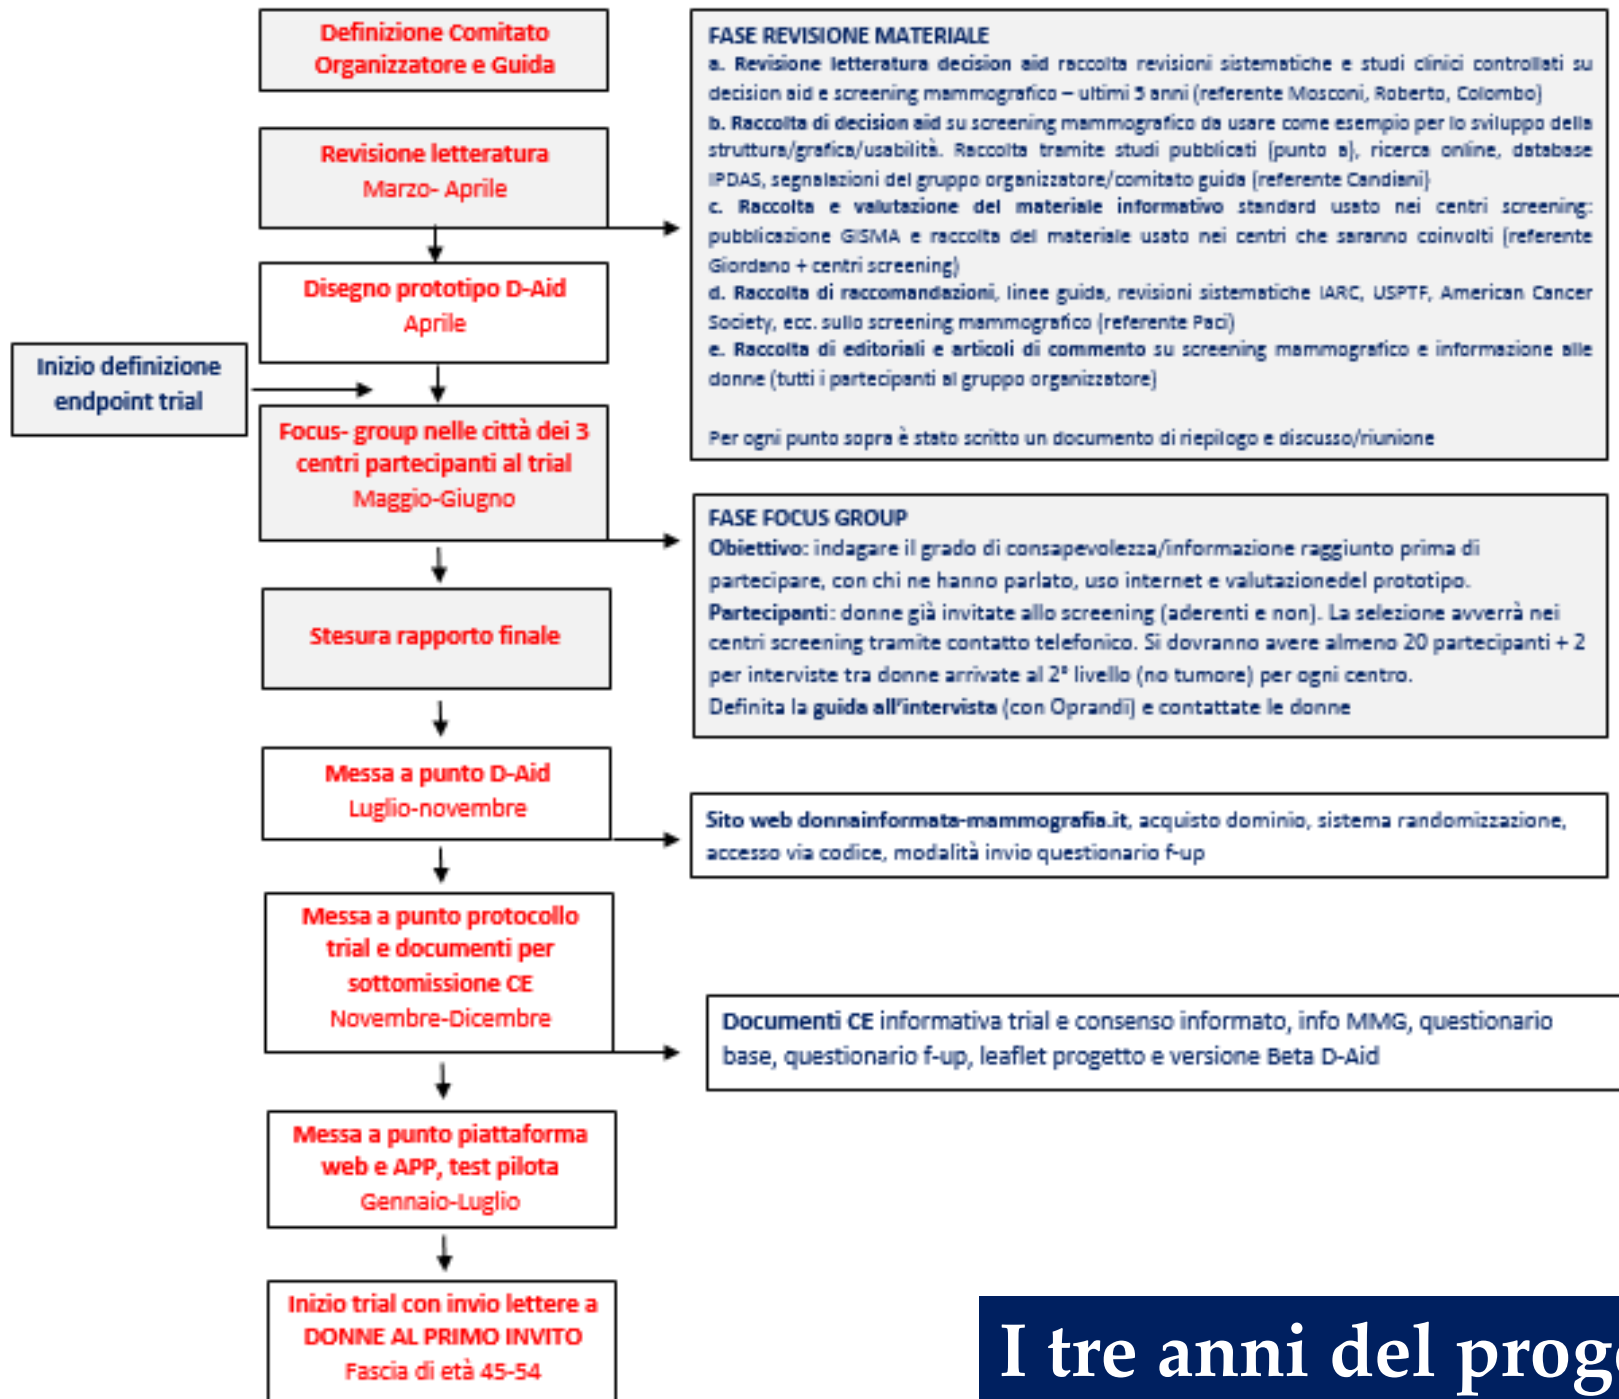 Definizione Comitato
Organizzatore e Guida
Revisione letteratura
Marzo- Aprile
Disegno prototipo D-Aid
Aprile
Inizio definizione
endpoint trial
Focus- group nelle città dei 3
centri partecipanti al trial
Maggio-Giugno
Stesura rapporto finale
Messa a punto D-Aid
Luglio-novembre
Messa a punto protocollo
trial e documenti per
sottomissione CE
Novembre-Dicembre
Messa a punto piattaforma
web e APP, test pilota
Gennaio-Luglio
Inizio trial con invio lettere a
DONNE AL PRIMO INVITO
Fascia di età 45-54
FASE REVISIONE MATERIALE
a. Revisione letteratura decision aid raccolta revisioni sistematiche e studi clinici controllati su
decision aid e screening mammografico – ultimi 5 anni (referente Mosconi, Roberto, Colombo)
b. Raccolta di decision aid su screening mammografico da usare come esempio per lo sviluppo della
struttura/grafica/usabilità. Raccolta tramite studi pubblicati (punto a), ricerca online, database
IPDAS, segnalazioni del gruppo organizzatore/comitato guida (referente Candiani)
c. Raccolta e valutazione del materiale informativo standard usato nei centri screening:
pubblicazione GISMA e raccolta del materiale usato nei centri che saranno coinvolti (referente
Giordano + centri screening)
d. Raccolta di raccomandazioni, linee guida, revisioni sistematiche IARC, USPTF, American Cancer
Society, ecc. sullo screening mammografico (referente Paci)
e. Raccolta di editoriali e articoli di commento su screening mammografico e informazione alle
donne (tutti i partecipanti al gruppo organizzatore)
Per ogni punto sopra è stato scritto un documento di riepilogo e discusso/riunione
FASE FOCUS GROUP
Obiettivo: indagare il grado di consapevolezza/informazione raggiunto prima di
partecipare, con chi ne hanno parlato, uso internet e valutazionedel prototipo.
Partecipanti: donne già invitate allo screening (aderenti e non). La selezione avverrà nei
centri screening tramite contatto telefonico. Si dovranno avere almeno 20 partecipanti + 2
per interviste tra donne arrivate al 2° livello (no tumore) per ogni centro.
Definita la guida all'intervista (con Oprandi) e contattate le donne
Sito web donnainformata-mammografia.it, acquisto dominio, sistema randomizzazione,
accesso via codice, modalità invio questionario f-up
Documenti CE informativa trial e consenso informato, info MMG, questionario
base, questionario f-up, leaflet progetto e versione Beta D-Aid
I tre anni del prog